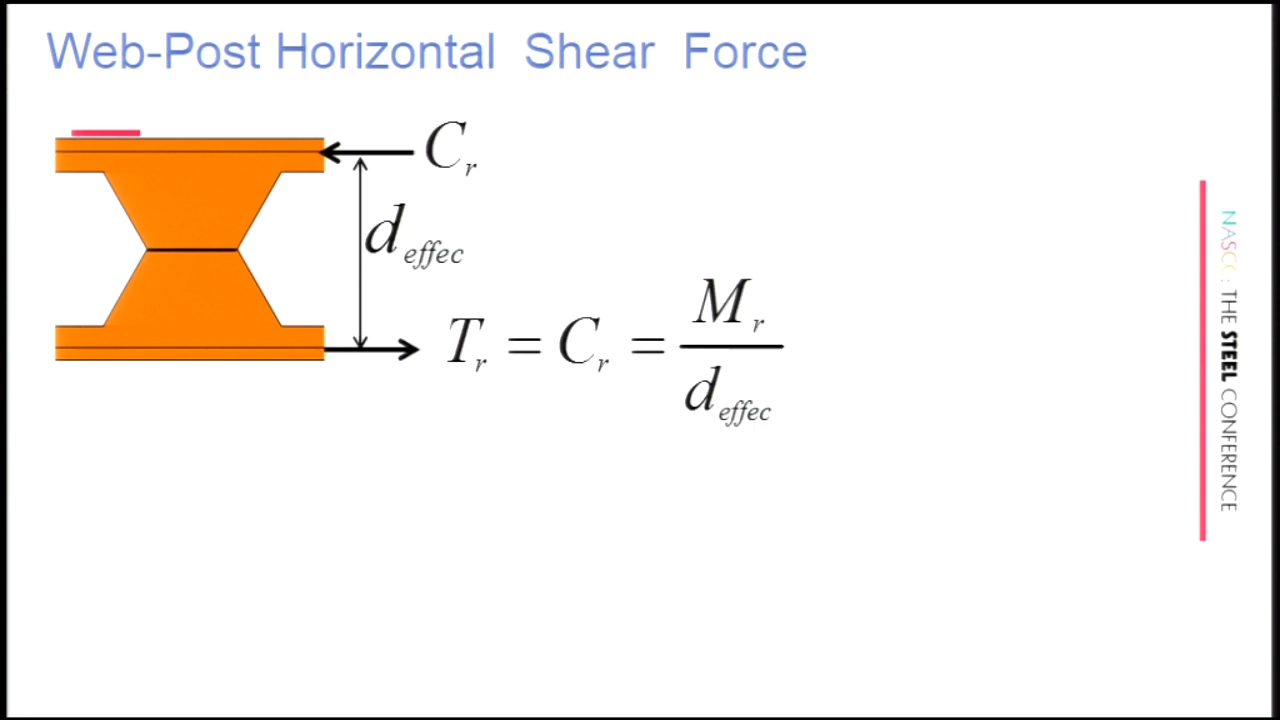 Web-Post Horizontal Shear Force
C_r
d_effec
T_r = C_r = M_r / d_effec
NASCC : THE STEEL CONFERENCE